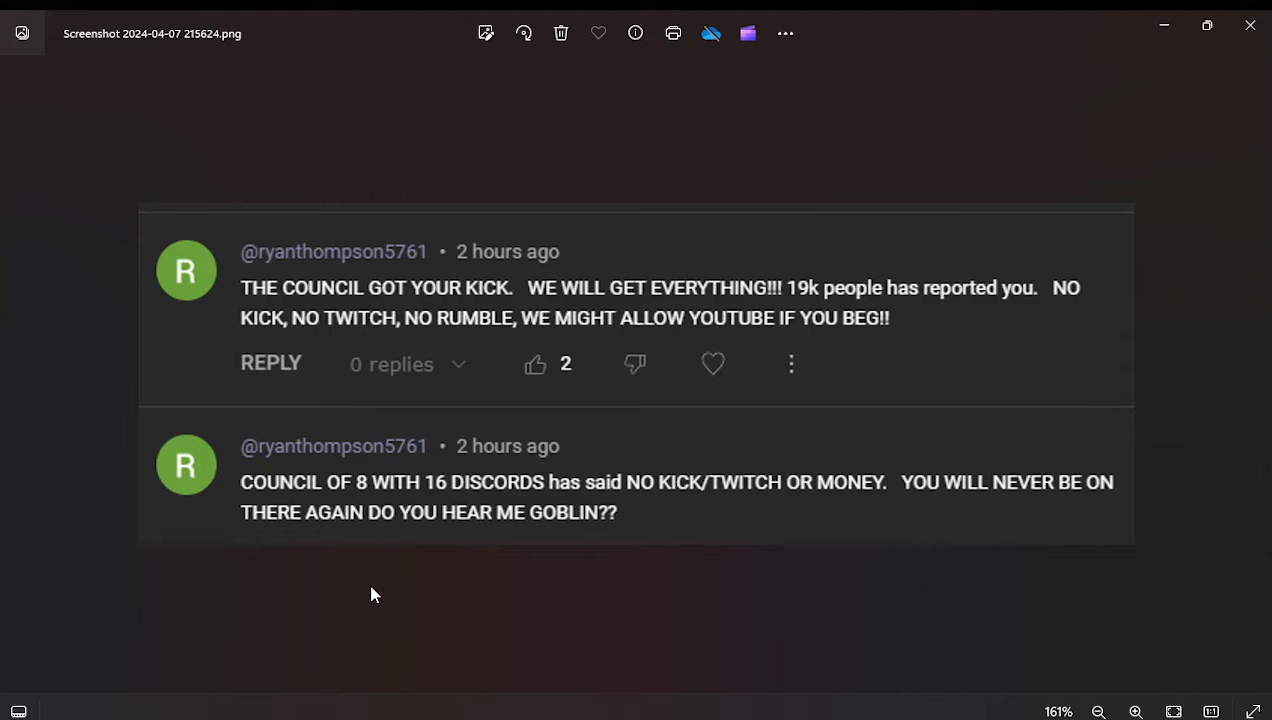 Screenshot 2024-04-07 215624.png
@ryanthompson5761 • 2 hours ago
THE COUNCIL GOT YOUR KICK. WE WILL GET EVERYTHING!!! 19k people has reported you. NO
KICK, NO TWITCH, NO RUMBLE, WE MIGHT ALLOW YOUTUBE IF YOU BEG!!
REPLY 0 replies 2
@ryanthompson5761 • 2 hours ago
COUNCIL OF 8 WITH 16 DISCORDS has said NO KICK/TWITCH OR MONEY. YOU WILL NEVER BE ON
THERE AGAIN DO YOU HEAR ME GOBLIN??
161%